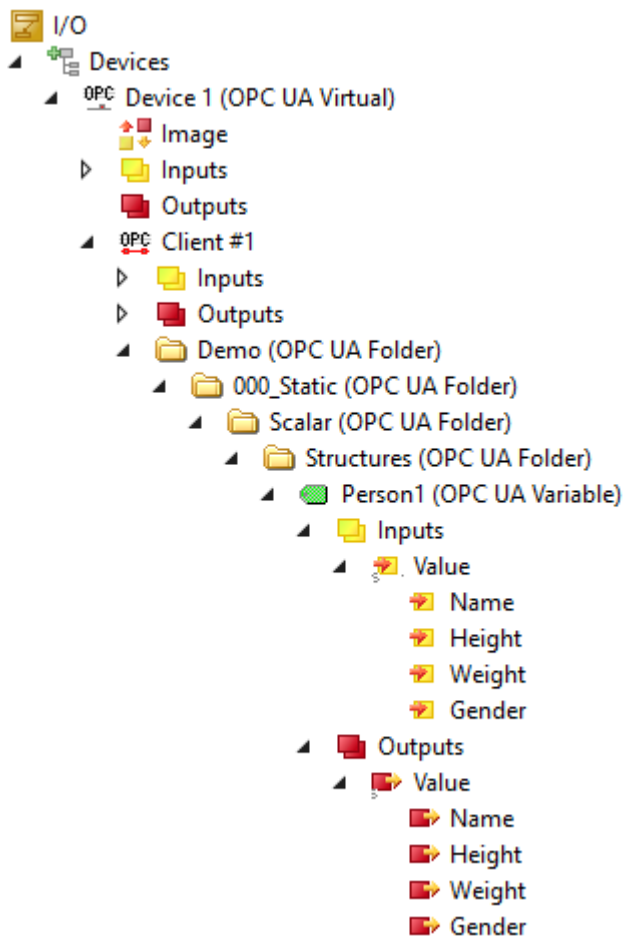 I/O
Devices
OPC Device 1 (OPC UA Virtual)
Image
Inputs
Outputs
OPC Client #1
Inputs
Outputs
Demo (OPC UA Folder)
000_Static (OPC UA Folder)
Scalar (OPC UA Folder)
Structures (OPC UA Folder)
Person1 (OPC UA Variable)
Inputs
S Value
Name
Height
Weight
Gender
Outputs
S Value
Name
Height
Weight
Gender